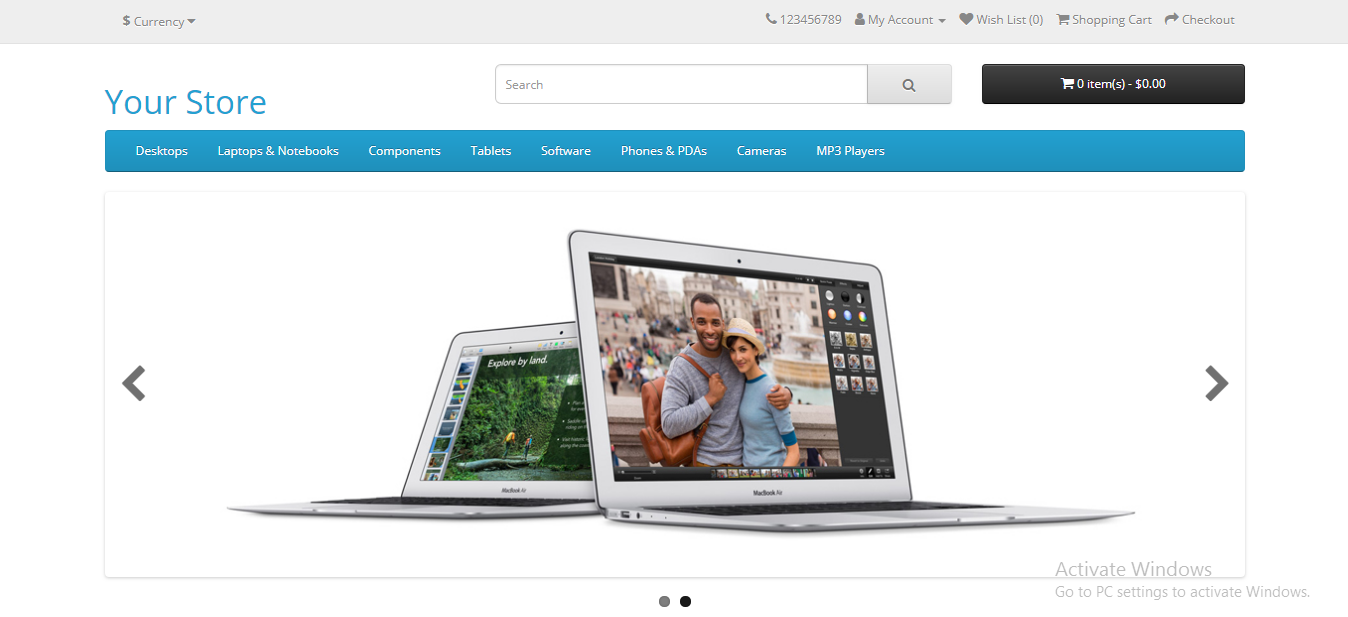 $ Currency
123456789 My Account Wish List (0) Shopping Cart Checkout
Your Store
Search
0 item(s) - $0.00
Desktops Laptops & Notebooks Components Tablets Software Phones & PDAs Cameras MP3 Players
Explore by land.
MacBook Air
MacBook Air
Activate Windows
Go to PC settings to activate Windows.